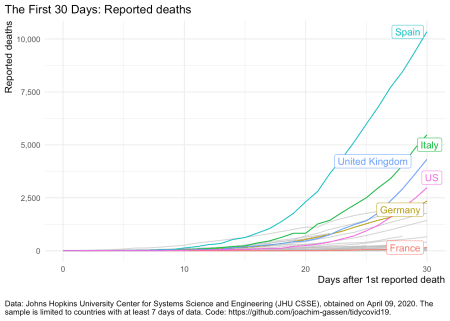 The First 30 Days: Reported deaths
Reported deaths
10,000
7,500
5,000
2,500
0
Spain
Italy
United Kingdom
US
Germany
France
0
10
20
30
Days after 1st reported death
Data: Johns Hopkins University Center for Systems Science and Engineering (JHU CSSE), obtained on April 09, 2020. The
sample is limited to countries with at least 7 days of data. Code: https://github.com/joachim-gassen/tidycovid19.